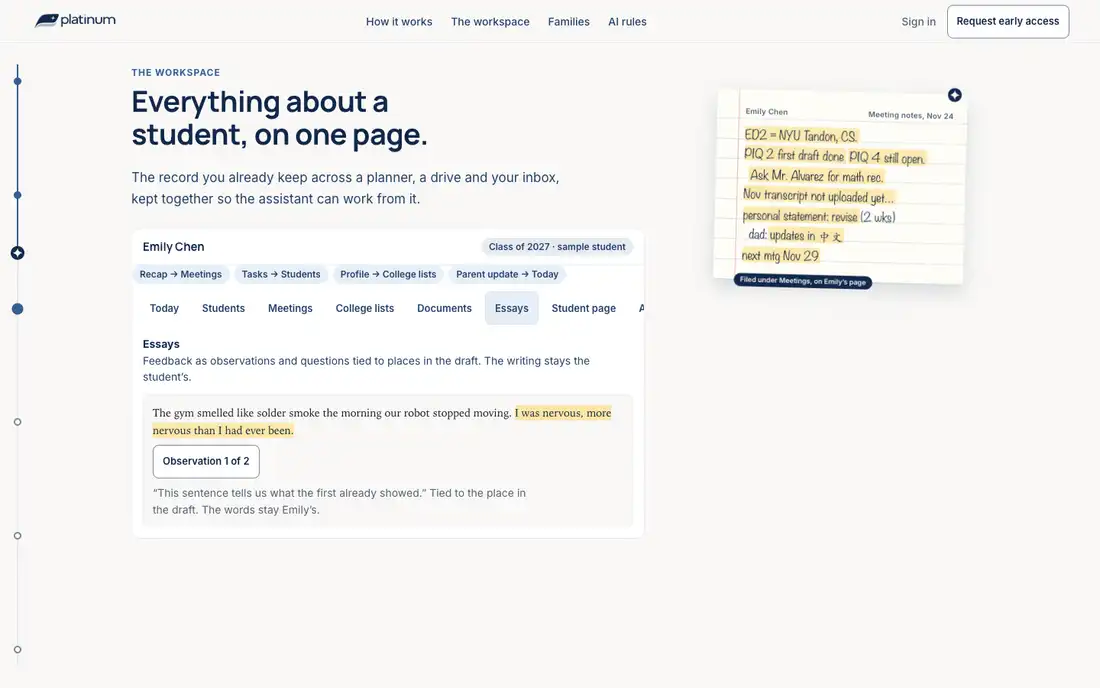 platinum
How it works
The workspace
Families
AI rules
Sign in
Request early access
THE WORKSPACE
Everything about a
student, on one page.
The record you already keep across a planner, a drive and your inbox,
kept together so the assistant can work from it.
Emily Chen
Class of 2027 · sample student
Recap → Meetings
Tasks → Students
Profile → College lists
Parent update → Today
Today
Students
Meetings
College lists
Documents
Essays
Student page
A
Essays
Feedback as observations and questions tied to places in the draft. The writing stays the
student’s.
The gym smelled like solder smoke the morning our robot stopped moving. I was nervous, more
nervous than I had ever been.
Observation 1 of 2
“This sentence tells us what the first already showed.” Tied to the place in
the draft. The words stay Emily’s.
Emily Chen
Meeting notes, Nov 24
ED2 = NYU Tandon, CS.
PIQ 2 first draft done PIQ 4 still open.
Ask Mr. Alvarez for math rec.
Nov transcript not uploaded yet...
personal statement: revise (2 wks)
dad: updates in 中文
next mtg Nov 29
Filed under Meetings, on Emily’s page